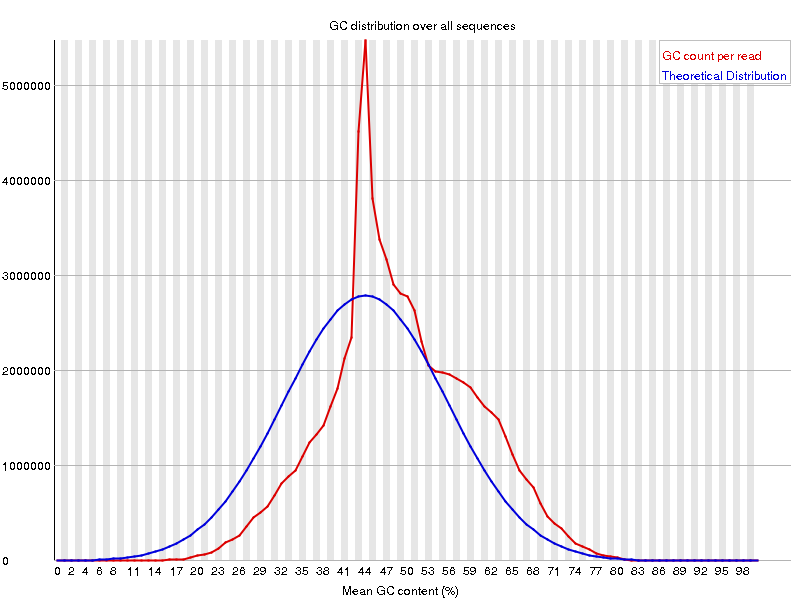 GC distribution over all sequences
GC count per read
Theoretical Distribution
5000000
4000000
3000000
2000000
1000000
0
0 2 4 6 8 11 14 17 20 23 26 29 32 35 38 41 44 47 50 53 56 59 62 65 68 71 74 77 80 83 86 89 92 95 98
Mean GC content (%)